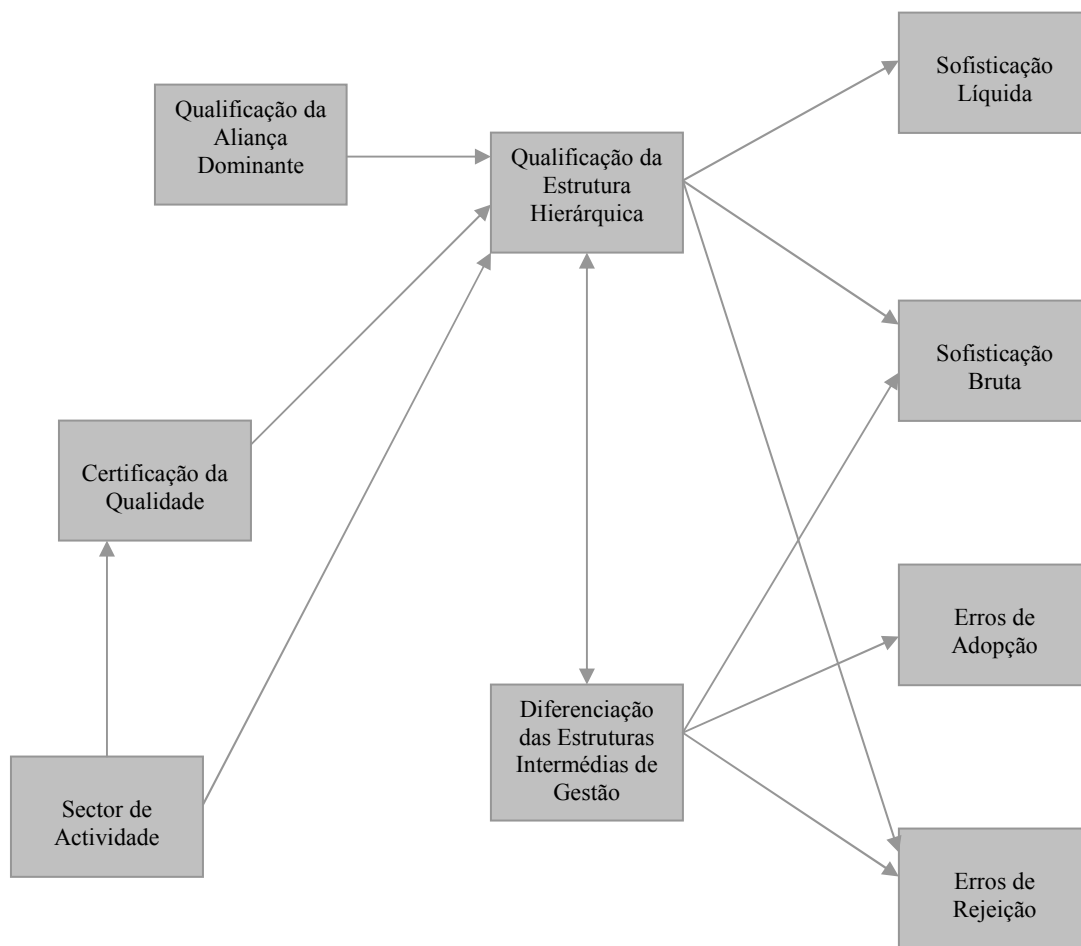 Sofisticação
Líquida
Qualificação da
Aliança
Dominante
Qualificação da
Estrutura
Hierárquica
Sofisticação
Bruta
Certificação da
Qualidade
Erros de
Adopção
Diferenciação
das Estruturas
Intermédias de
Gestão
Sector de
Actividade
Erros de
Rejeição